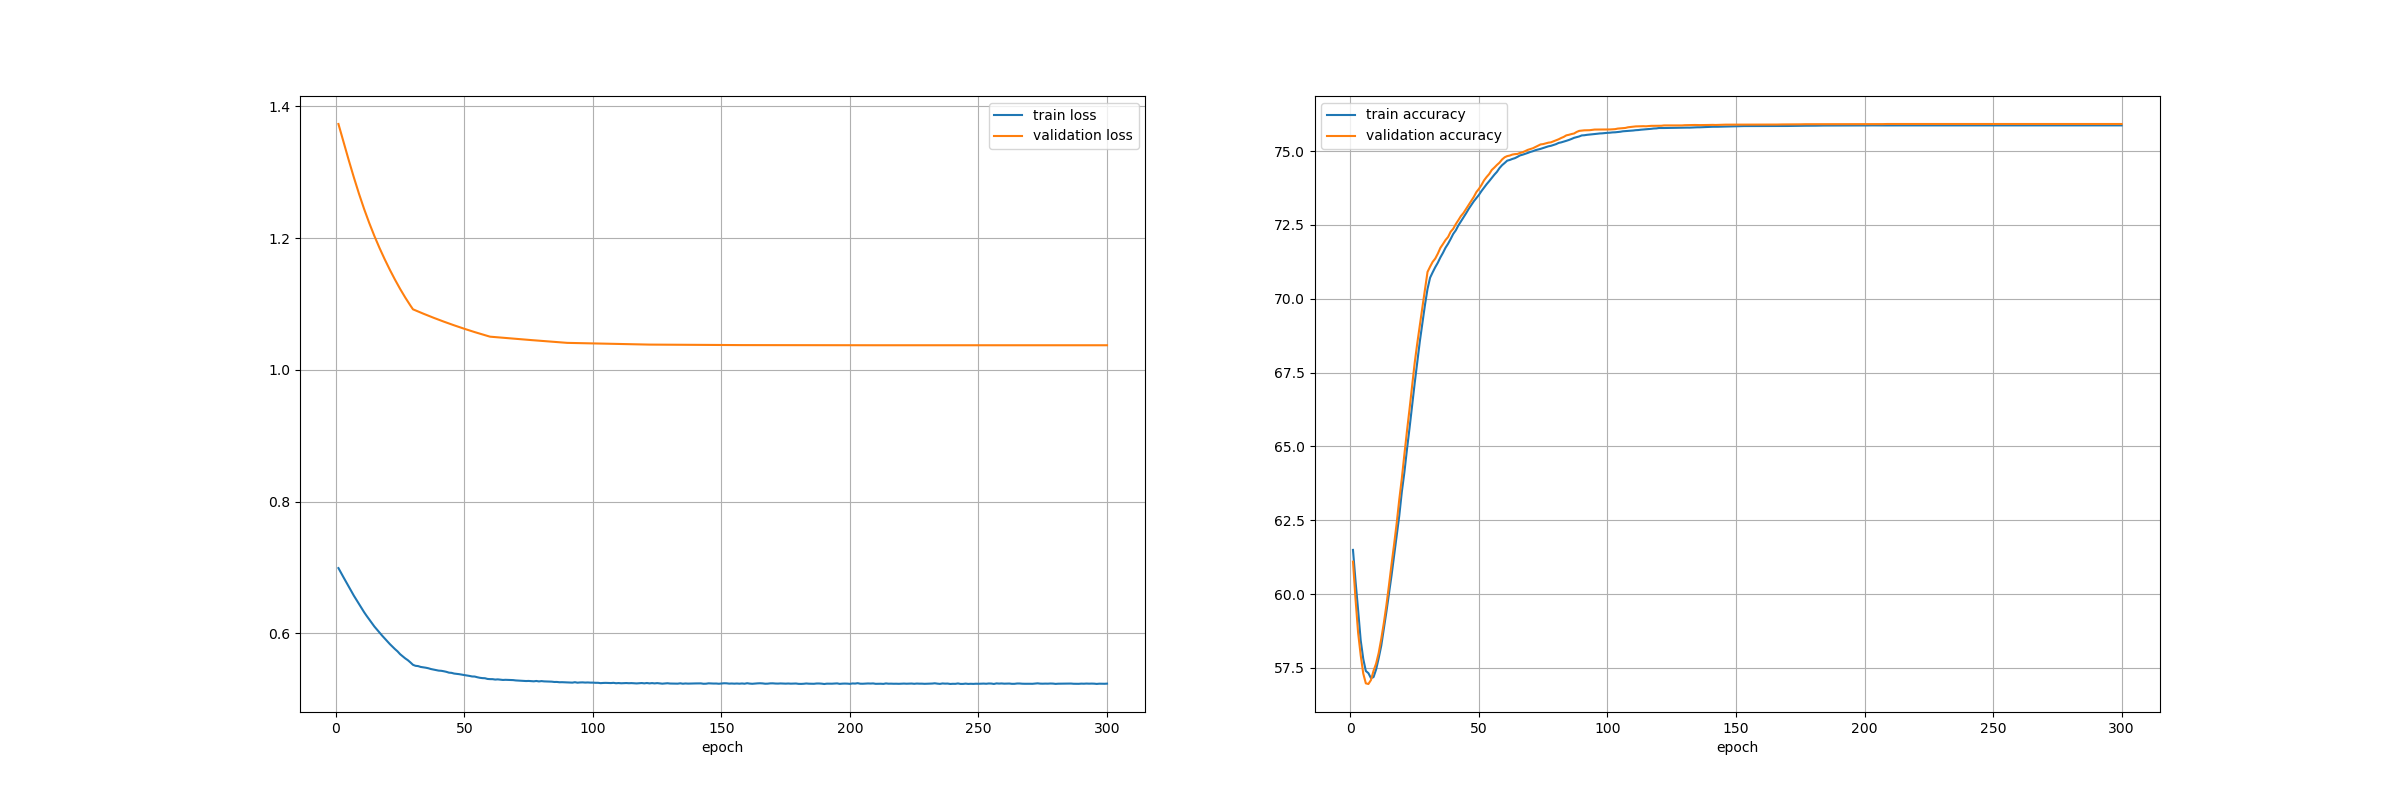 1.4
1.2
1.0
0.8
0.6
0 50 100 150 200 250 300
epoch
train loss
validation loss
75.0
72.5
70.0
67.5
65.0
62.5
60.0
57.5
0 50 100 150 200 250 300
epoch
train accuracy
validation accuracy